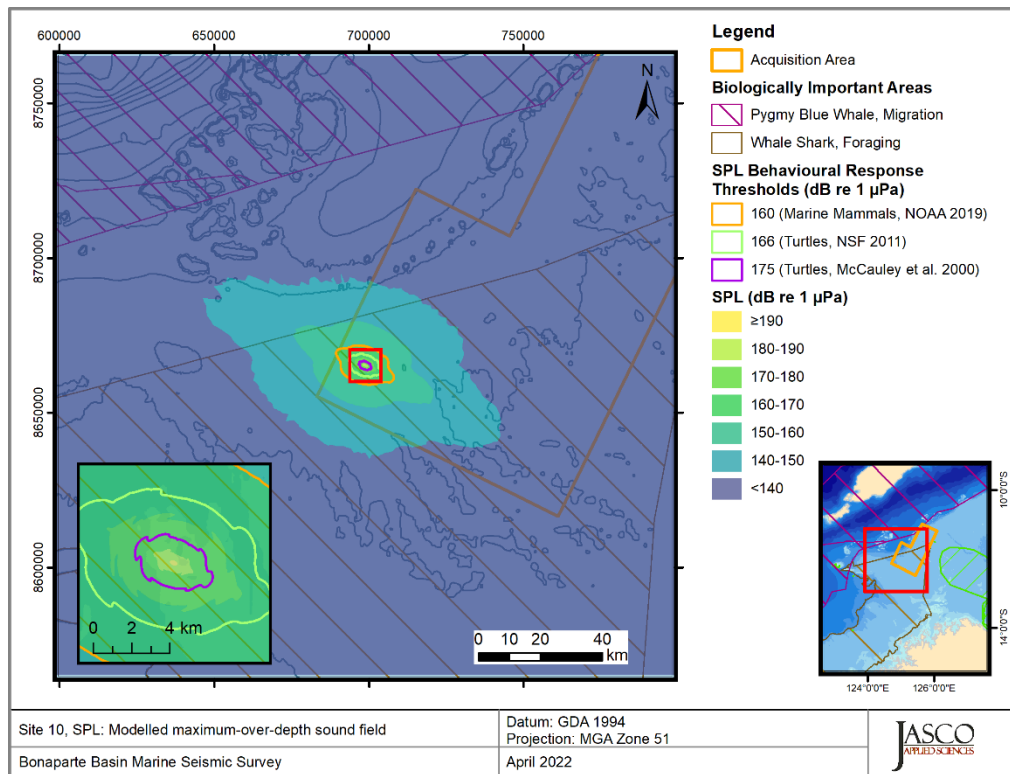 600000
650000
700000
750000
8750000
8700000
8650000
8600000
N
0 2 4 km
0 10 20 40
km
Legend
Acquisition Area
Biologically Important Areas
Pygmy Blue Whale, Migration
Whale Shark, Foraging
SPL Behavioural Response
Thresholds (dB re 1 µPa)
160 (Marine Mammals, NOAA 2019)
166 (Turtles, NSF 2011)
175 (Turtles, McCauley et al. 2000)
SPL (dB re 1 µPa)
≥190
180-190
170-180
160-170
150-160
140-150
<140
10°0'0"S
14°0'0"S
124°0'0"E
126°0'0"E
Site 10, SPL: Modelled maximum-over-depth sound field
Bonaparte Basin Marine Seismic Survey
Datum: GDA 1994
Projection: MGA Zone 51
April 2022
JASCO
APPLIED SCIENCES